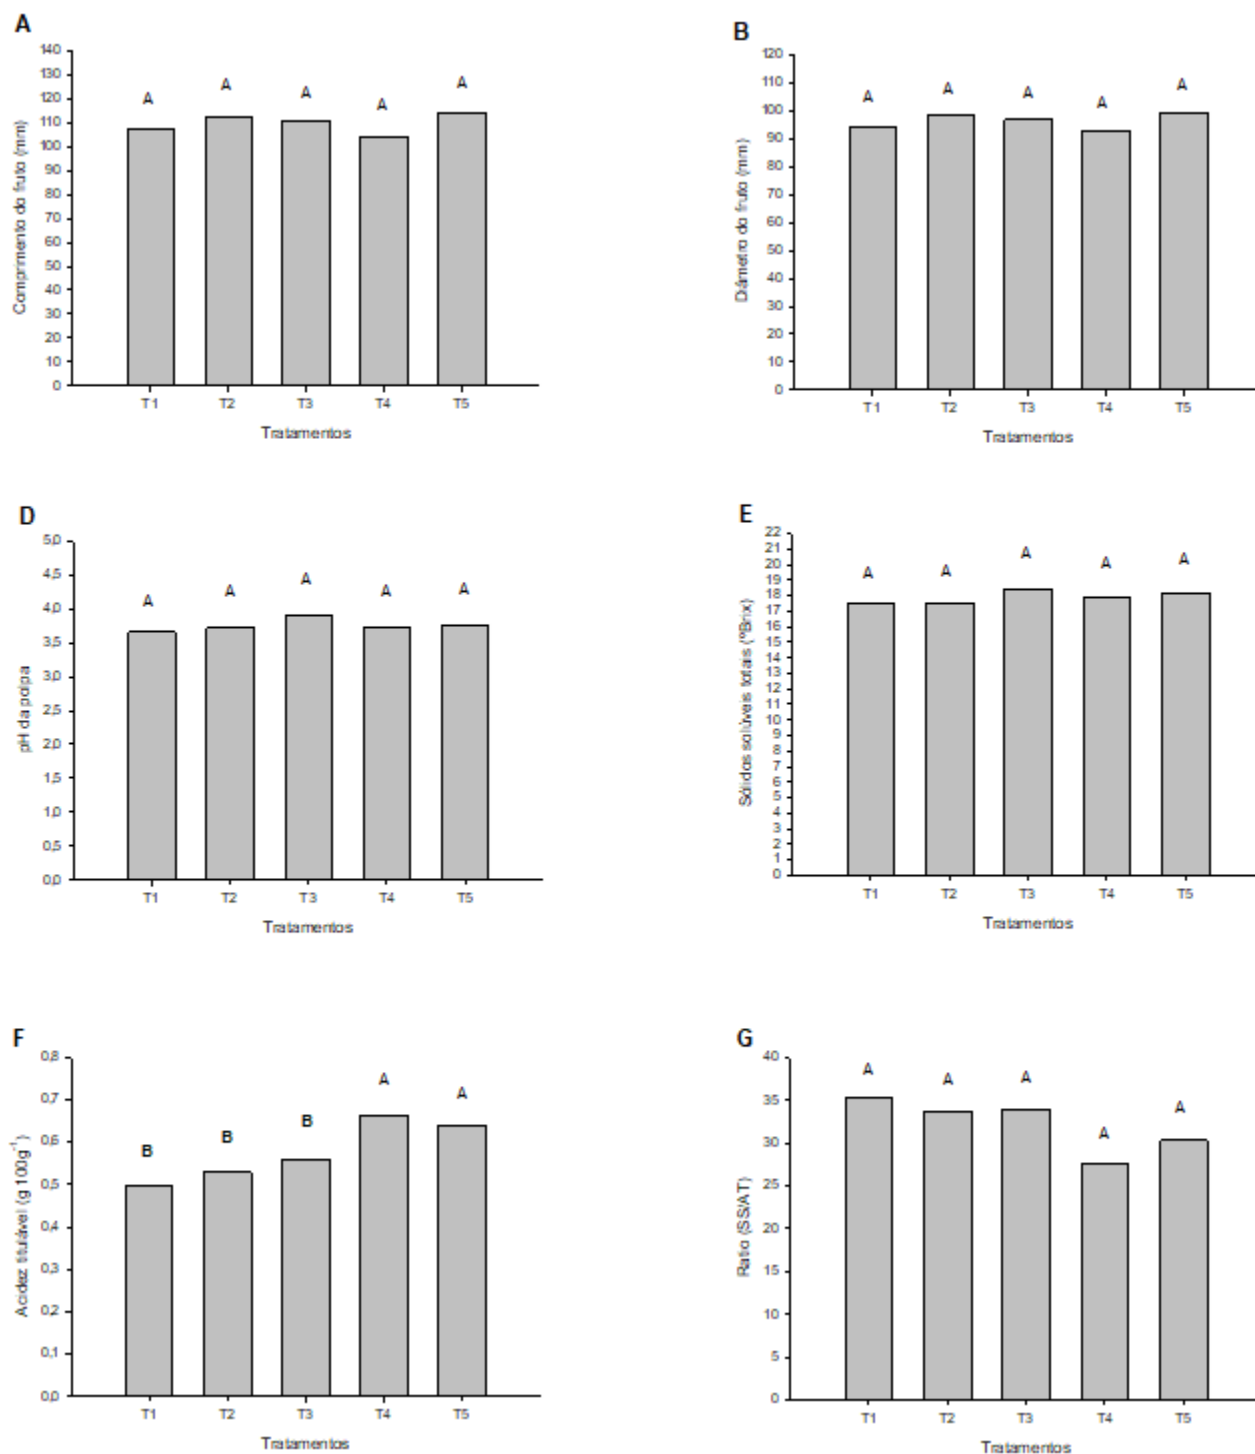 A
Comprimento do fruto (mm)
140
130
120
110
100
90
80
70
60
50
40
30
20
10
0
A A A A A
T1 T2 T3 T4 T5
Tratamentos
B
Diâmetro do fruto (mm)
120
110
100
90
80
70
60
50
40
30
20
10
0
A A A A A
T1 T2 T3 T4 T5
Tratamentos
D
pH da polpa
5,0
4,5
4,0
3,5
3,0
2,5
2,0
1,5
1,0
0,5
0,0
A A A A A
T1 T2 T3 T4 T5
Tratamentos
E
Sólidos solúveis totais (ºBrix)
22
21
20
19
18
17
16
15
14
13
12
11
10
9
8
7
6
5
4
3
2
1
0
A A A A A
T1 T2 T3 T4 T5
Tratamentos
F
Acidez titulável (g 100g⁻¹)
0,8
0,7
0,6
0,5
0,4
0,3
0,2
0,1
0,0
B B B A A
T1 T2 T3 T4 T5
Tratamentos
G
Ratio (SS/AT)
40
35
30
25
20
15
10
5
0
A A A A A
T1 T2 T3 T4 T5
Tratamentos